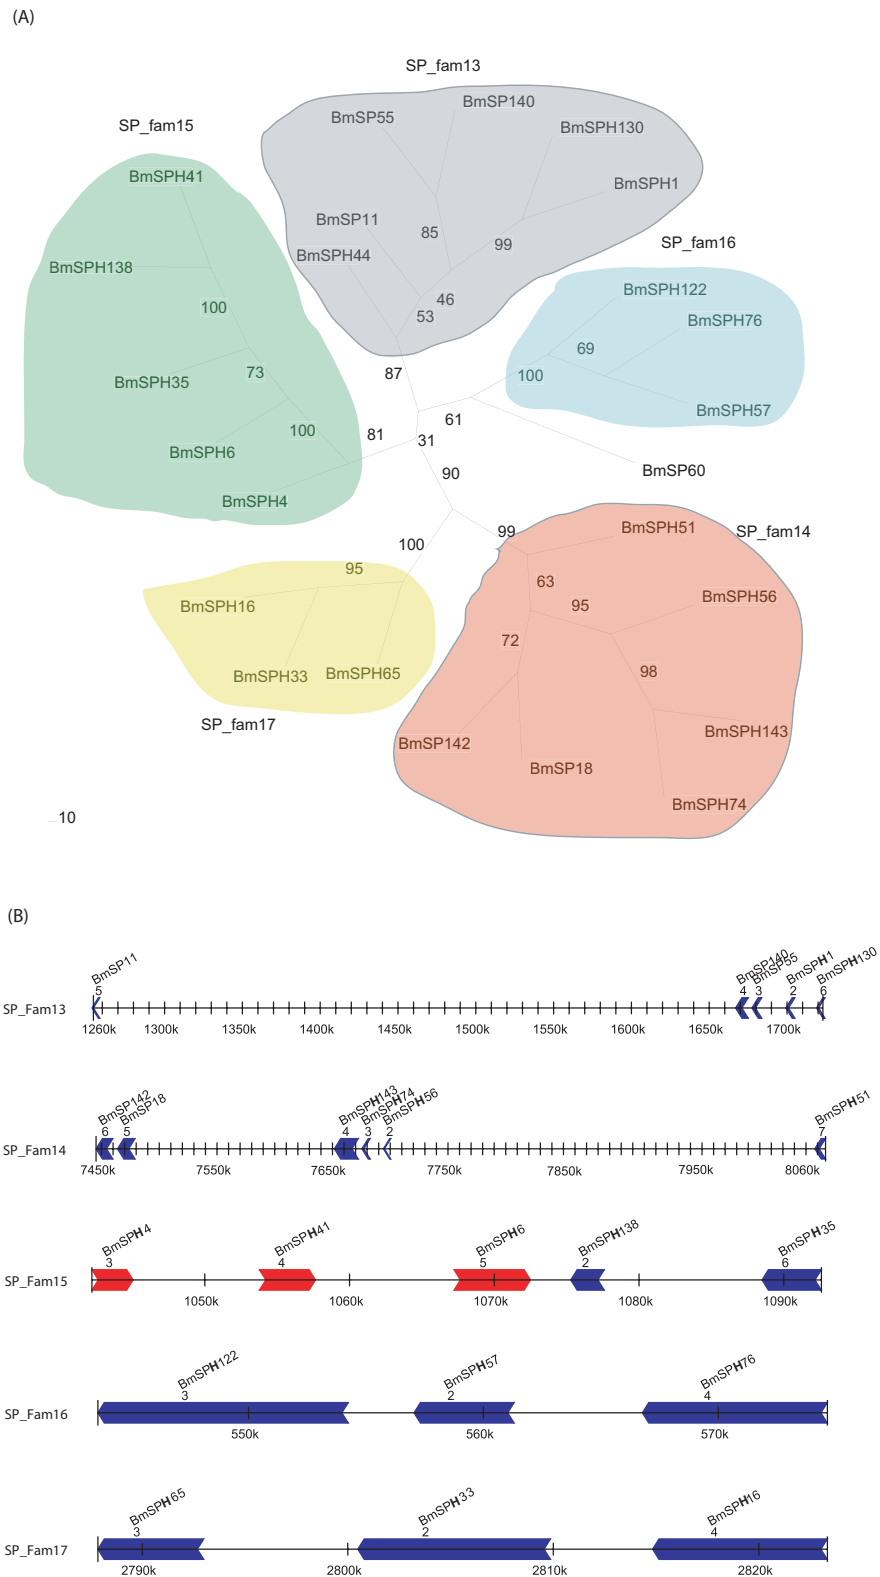 (A)
SP_fam13
BmSP55
BmSP140
BmSPH130
BmSPH1
BmSP11
BmSPH44
85
99
46
53
SP_fam15
BmSPH41
BmSPH138
100
BmSPH35
73
BmSPH6
100
BmSPH4
SP_fam16
BmSPH122
BmSPH76
69
100
BmSPH57
87
61
81
31
90
BmSP60
99
100
SP_fam14
BmSPH51
63
95
BmSPH56
72
98
BmSP142
BmSP18
BmSPH143
BmSPH74
95
BmSPH16
BmSPH33
BmSPH65
SP_fam17
10
(B)
BmSP11 BmSP140 BmSP55 BmSPH1 BmSPH130
5 4 3 2 6
SP_Fam13
1260k 1300k 1350k 1400k 1450k 1500k 1550k 1600k 1650k 1700k
BmSP142 BmSP18 BmSPH143 BmSPH74 BmSPH56 BmSPH51
6 5 4 3 2 7
SP_Fam14
7450k 7550k 7650k 7750k 7850k 7950k 8060k
BmSPH4 BmSPH41 BmSPH6 BmSPH138 BmSPH35
3 4 5 2 6
SP_Fam15
1050k 1060k 1070k 1080k 1090k
BmSPH122 BmSPH57 BmSPH76
3 2 4
SP_Fam16
550k 560k 570k
BmSPH65 BmSPH33 BmSPH16
3 2 4
SP_Fam17
2790k 2800k 2810k 2820k